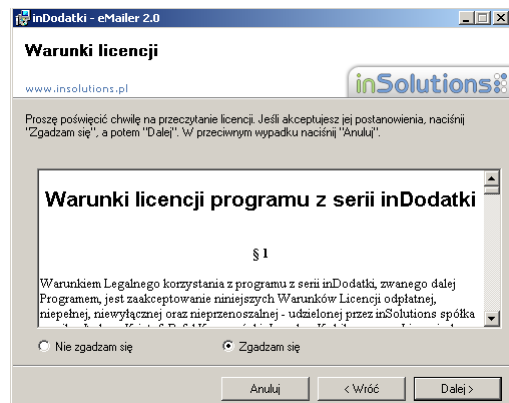 inDodatki - eMailer 2.0
Warunki licencji
www.insolutions.pl
inSolutions
Proszę poświęcić chwilę na przeczytanie licencji. Jeśli akceptujesz jej postanowienia, naciśnij
"Zgadzam się", a potem "Dalej". W przeciwnym wypadku naciśnij "Anuluj".
Warunki licencji programu z serii inDodatki
§ 1
Warunkiem Legalnego korzystania z programu z serii inDodatki, zwanego dalej
Programem, jest zaakceptowanie niniejszych Warunków Licencji odpłatnej,
niepełnej, niewyłącznej oraz nieprzenoszalnej - udzielonej przez inSolutions spółka
Nie zgadzam się
Zgadzam się
Anuluj
< Wróć
Dalej >